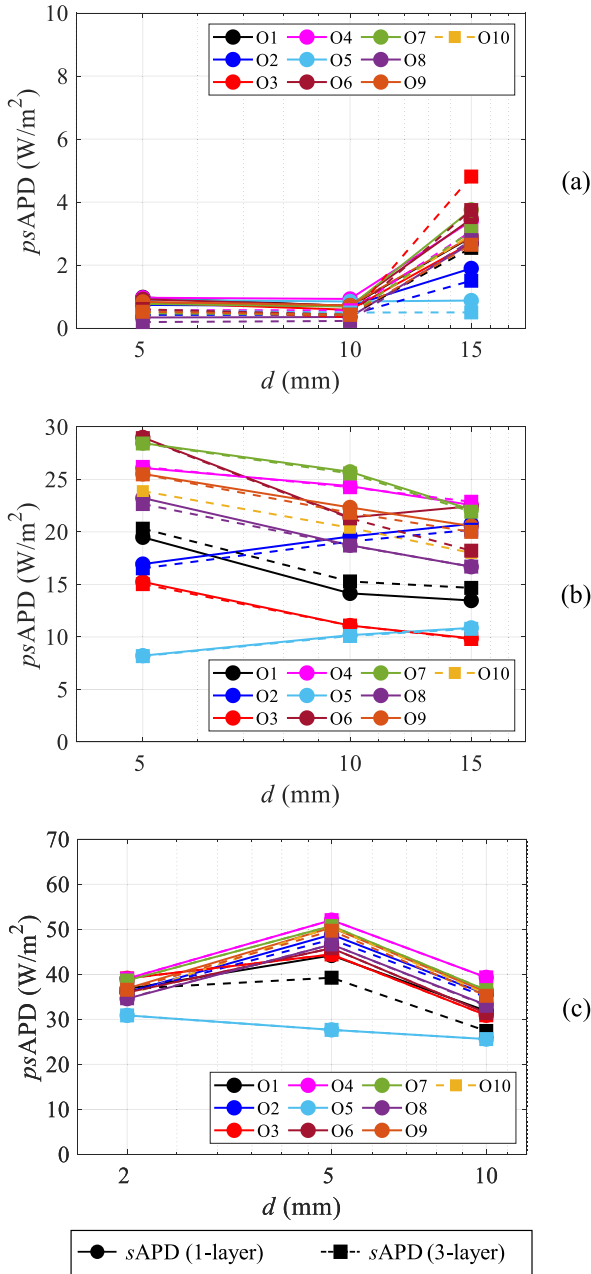 10
8
6
4
2
0
psAPD (W/m²)
O1 O4 O7 O10
O2 O5 O8
O3 O6 O9
5 10 15
d (mm)
(a)
30
25
20
15
10
5
0
psAPD (W/m²)
O1 O4 O7 O10
O2 O5 O8
O3 O6 O9
5 10 15
d (mm)
(b)
70
60
50
40
30
20
10
0
psAPD (W/m²)
O1 O4 O7 O10
O2 O5 O8
O3 O6 O9
2 5 10
d (mm)
(c)
sAPD (1-layer) sAPD (3-layer)